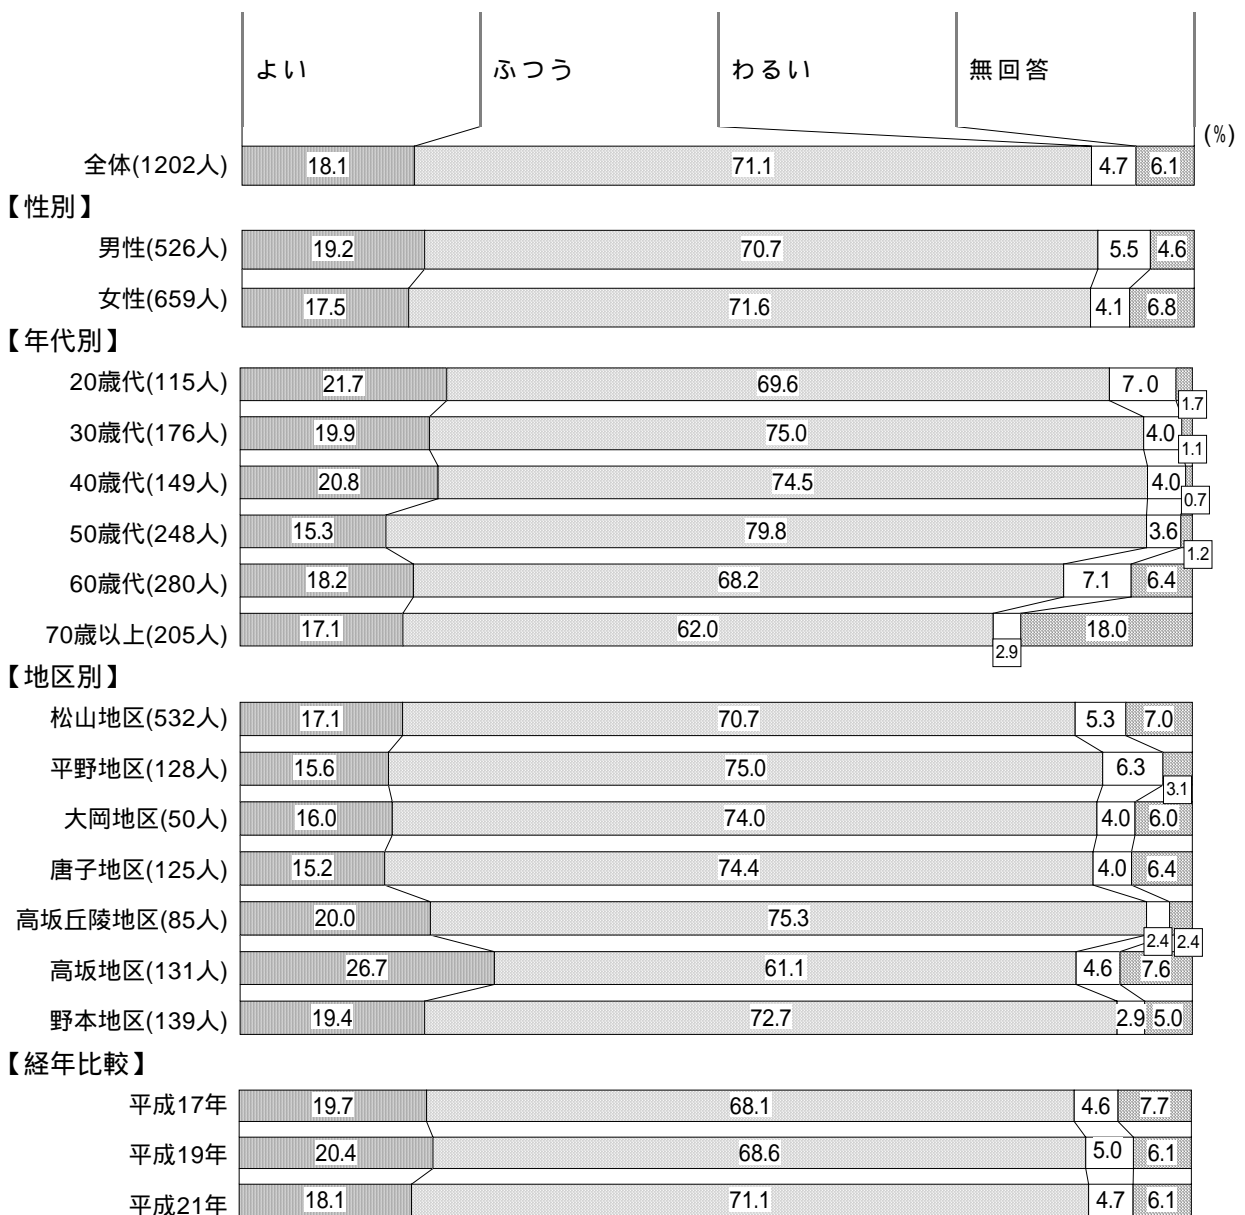 よい ふつう わるい 無回答
(%)
全体(1202人) 18.1 71.1 4.7 6.1
【性別】
男性(526人) 19.2 70.7 5.5 4.6
女性(659人) 17.5 71.6 4.1 6.8
【年代別】
20歳代(115人) 21.7 69.6 7.0 1.7
30歳代(176人) 19.9 75.0 4.0 1.1
40歳代(149人) 20.8 74.5 4.0 0.7
50歳代(248人) 15.3 79.8 3.6 1.2
60歳代(280人) 18.2 68.2 7.1 6.4
70歳以上(205人) 17.1 62.0 2.9 18.0
【地区別】
松山地区(532人) 17.1 70.7 5.3 7.0
平野地区(128人) 15.6 75.0 6.3 3.1
大岡地区(50人) 16.0 74.0 4.0 6.0
唐子地区(125人) 15.2 74.4 4.0 6.4
高坂丘陵地区(85人) 20.0 75.3 2.4 2.4
高坂地区(131人) 26.7 61.1 4.6 7.6
野本地区(139人) 19.4 72.7 2.9 5.0
【経年比較】
平成17年 19.7 68.1 4.6 7.7
平成19年 20.4 68.6 5.0 6.1
平成21年 18.1 71.1 4.7 6.1